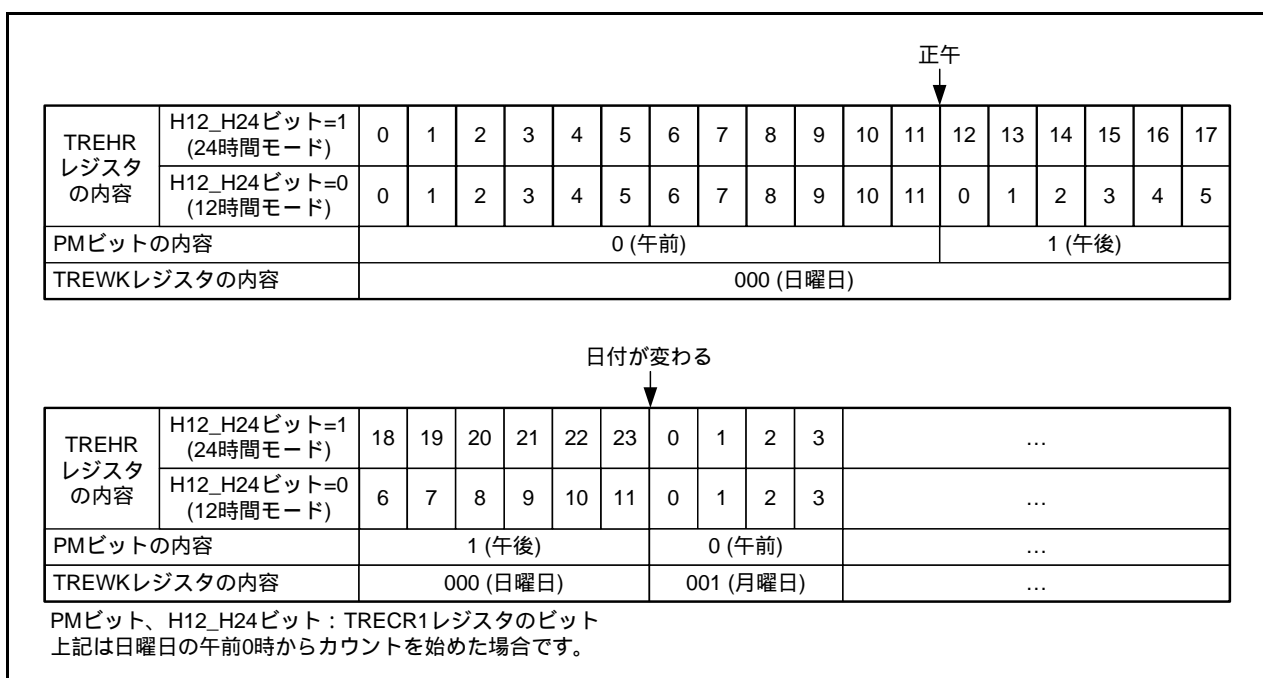 正午
TREHR
レジスタ
の内容
H12_H24ビット=1
(24時間モード)
0 1 2 3 4 5 6 7 8 9 10 11 12 13 14 15 16 17
H12_H24ビット=0
(12時間モード)
0 1 2 3 4 5 6 7 8 9 10 11 0 1 2 3 4 5
PMビットの内容 0 (午前) 1 (午後)
TREWKレジスタの内容 000 (日曜日)
日付が変わる
TREHR
レジスタ
の内容
H12_H24ビット=1
(24時間モード)
18 19 20 21 22 23 0 1 2 3 …
H12_H24ビット=0
(12時間モード)
6 7 8 9 10 11 0 1 2 3 …
PMビットの内容 1 (午後) 0 (午前) …
TREWKレジスタの内容 000 (日曜日) 001 (月曜日) …
PMビット、H12_H24ビット：TRECR1レジスタのビット
上記は日曜日の午前0時からカウントを始めた場合です。